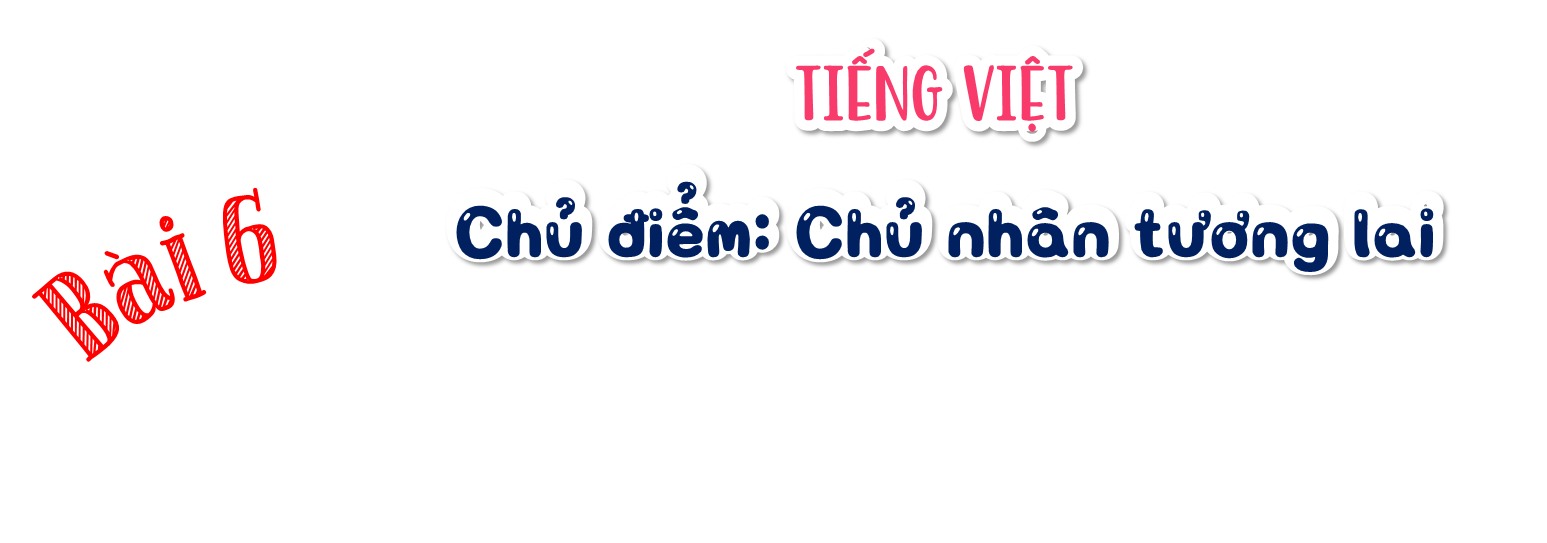 TIẾNG VIỆT
Chủ điểm: Chủ nhân tương lai
Bài 6